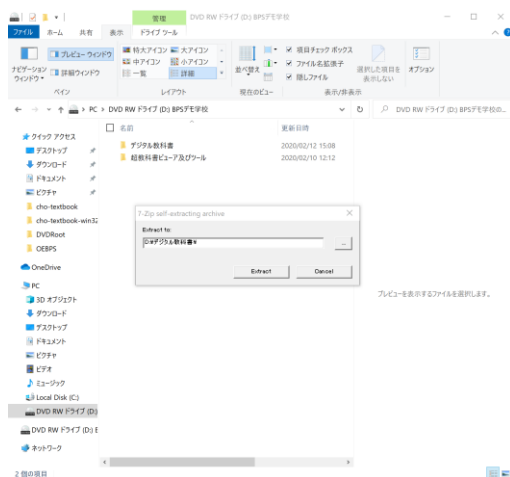 管理
DVD RW ドライブ (D:) BPSデモ学校
ファイル ホーム 共有 表示 ドライブ ツール
ナビゲーション ウィンドウ
プレビュー ウィンドウ
詳細ウィンドウ
特大アイコン 大アイコン
中アイコン 小アイコン
一覧 詳細
並べ替え
項目チェック ボックス
ファイル名拡張子
隠しファイル
選択した項目を
表示しない
オプション
ペイン レイアウト 現在のビュー 表示/非表示
PC > DVD RW ドライブ (D:) BPSデモ学校
DVD RW ドライブ (D:) BPSデモ学校の...
名前 更新日時
デジタル教科書 2020/02/12 15:08
超教科書ビューア及びツール 2020/02/10 12:12
クイック アクセス
デスクトップ
ダウンロード
ドキュメント
ピクチャ
cho-textbook
cho-textbook-win32
DVDRoot
OEBPS
OneDrive
PC
3D オブジェクト
ダウンロード
デスクトップ
ドキュメント
ピクチャ
ビデオ
ミュージック
Local Disk (C:)
DVD RW ドライブ (D:)
DVD RW ドライブ (D:) E
ネットワーク
7-Zip self-extracting archive
Extract to:
D:¥デジタル教科書¥
...
Extract Cancel
プレビューを表示するファイルを選択します。
2 個の項目